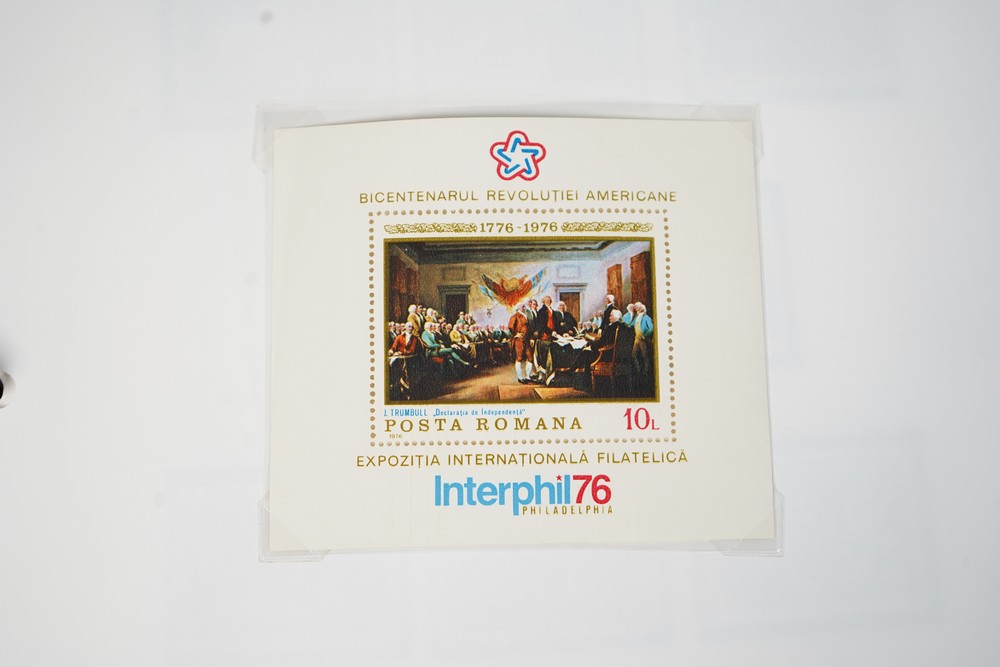 BICENTENARUL REVOLUȚIEI AMERICANE
1776-1976
J. TRUMBULL „Declarația de Independență"
POSTA ROMANA 10L
1976
EXPOZIȚIA INTERNAȚIONALĂ FILATELICĂ
Interphil76
PHILADELPHIA